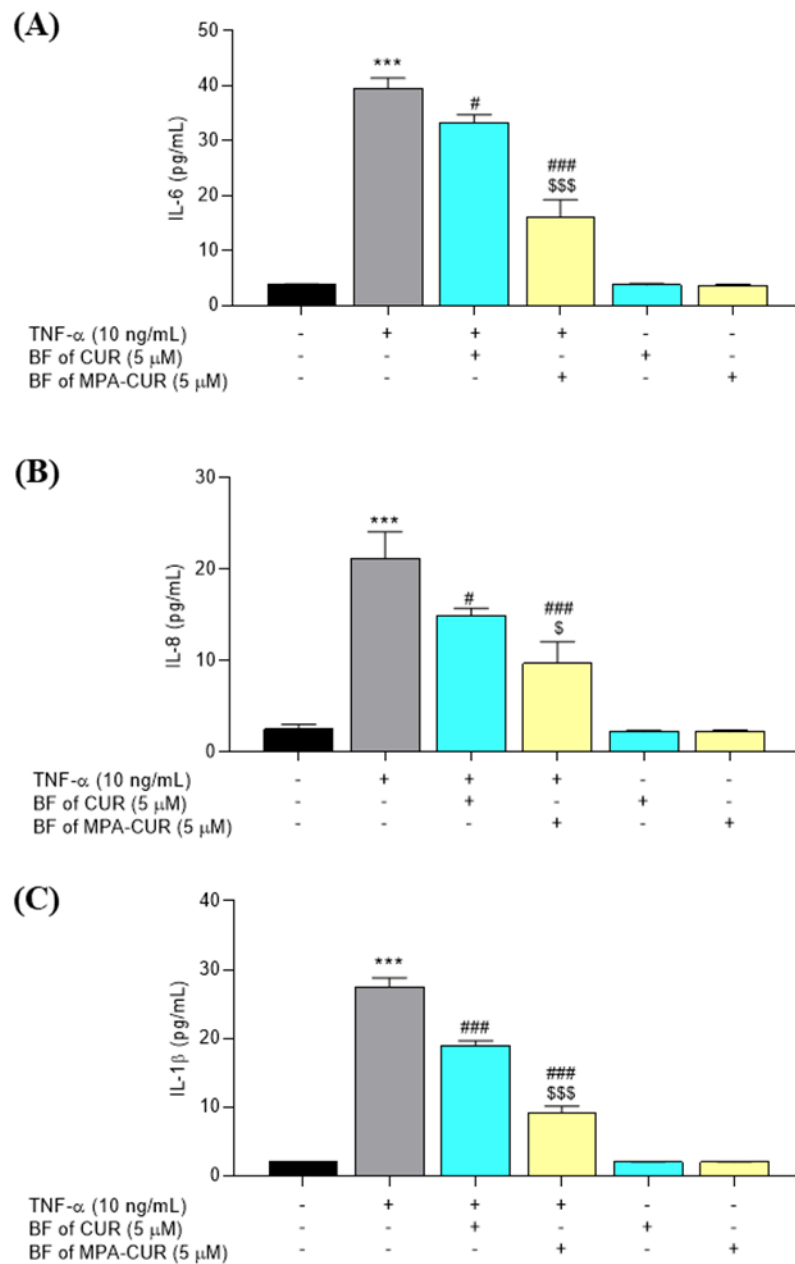 (A)
50
40
30
20
10
0
IL-6 (pg/mL)
***
#
###
$$$
TNF-α (10 ng/mL) - + + + - -
BF of CUR (5 μM) - - + - + -
BF of MPA-CUR (5 μM) - - - + - +
(B)
30
20
10
0
IL-8 (pg/mL)
***
#
###
$
TNF-α (10 ng/mL) - + + + - -
BF of CUR (5 μM) - - + - + -
BF of MPA-CUR (5 μM) - - - + - +
(C)
40
30
20
10
0
IL-1β (pg/mL)
***
###
###
$$$
TNF-α (10 ng/mL) - + + + - -
BF of CUR (5 μM) - - + - + -
BF of MPA-CUR (5 μM) - - - + - +